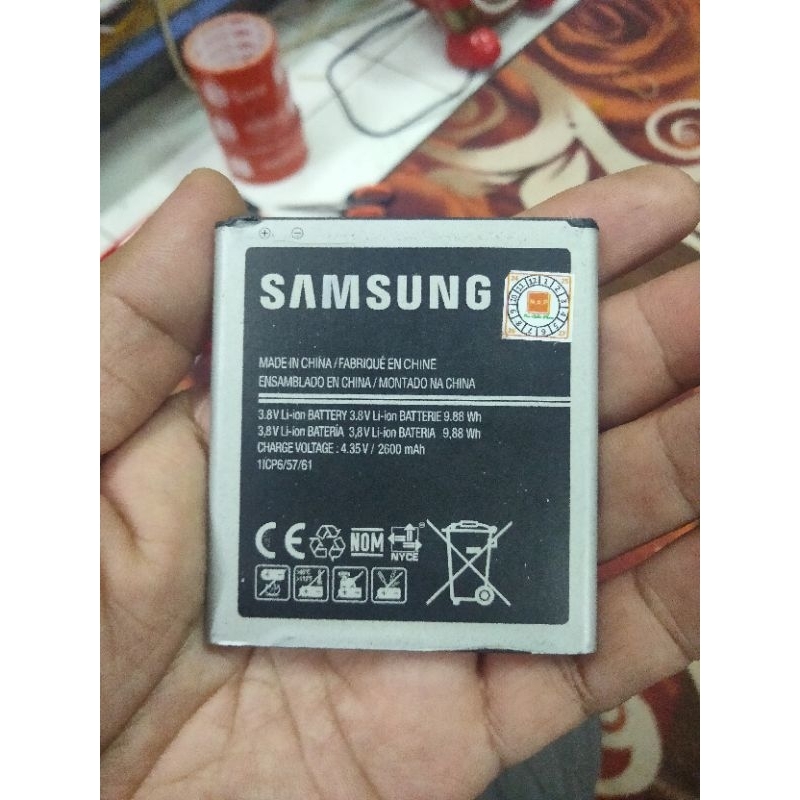 SAMSUNG
MADE IN CHINA / FABRIQUÉ EN CHINE
ENSAMBLADO EN CHINA / MONTADO NA CHINA
3.8V Li-ion BATTERY 3.8V Li-ion BATTERIE 9.88 Wh
3,8V Li-ion BATERÍA 3,8V Li-ion BATERIA 9,88 Wh
CHARGE VOLTAGE : 4.35V / 2600 mAh
1ICP6/57/61
CE NOM NYCE